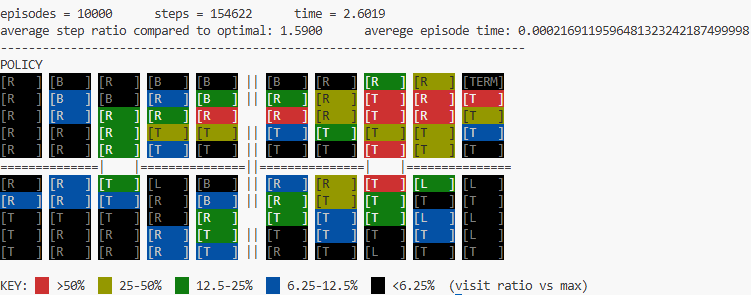 episodes = 10000 steps = 154622 time = 2.6019
average step ratio compared to optimal: 1.5900 averege episode time: 0.00021691195964813232421874999​98
------------------------------------------------------------------------
POLICY
[R ] [B ] [R ] [B ] [B ] || [B ] [R ] [R ] [R ] [TERM]
[R ] [B ] [R ] [R ] [B ] || [R ] [R ] [T ] [R ] [T ]
[R ] [R ] [R ] [R ] [R ] [R ] [R ] [T ] [R ] [T ]
[R ] [R ] [R ] [T ] [T ] || [T ] [T ] [T ] [T ] [T ]
[R ] [R ] [R ] [T ] [T ] || [T ] [T ] [T ] [T ] [T ]
============| |=============||=============| |=============
[R ] [R ] [T ] [L ] [B ] || [R ] [R ] [T ] [L ] [L ]
[R ] [R ] [T ] [R ] [B ] || [R ] [T ] [T ] [T ] [L ]
[T ] [T ] [T ] [R ] [R ] [R ] [T ] [T ] [L ] [L ]
[T ] [R ] [R ] [R ] [T ] || [R ] [T ] [T ] [T ] [L ]
[T ] [R ] [R ] [R ] [T ] || [R ] [T ] [L ] [T ] [T ]
KEY: >50% 25-50% 12.5-25% 6.25-12.5% <6.25% (visit ratio vs max)